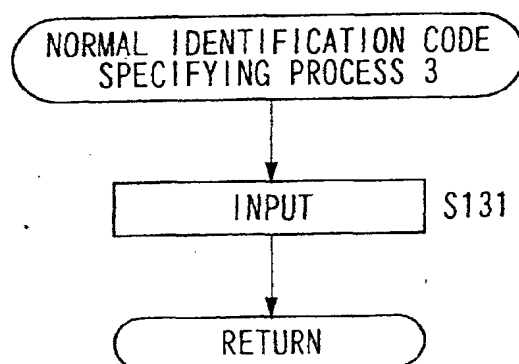 NORMAL IDENTIFICATION CODE
SPECIFYING PROCESS 3
INPUT S131
RETURN